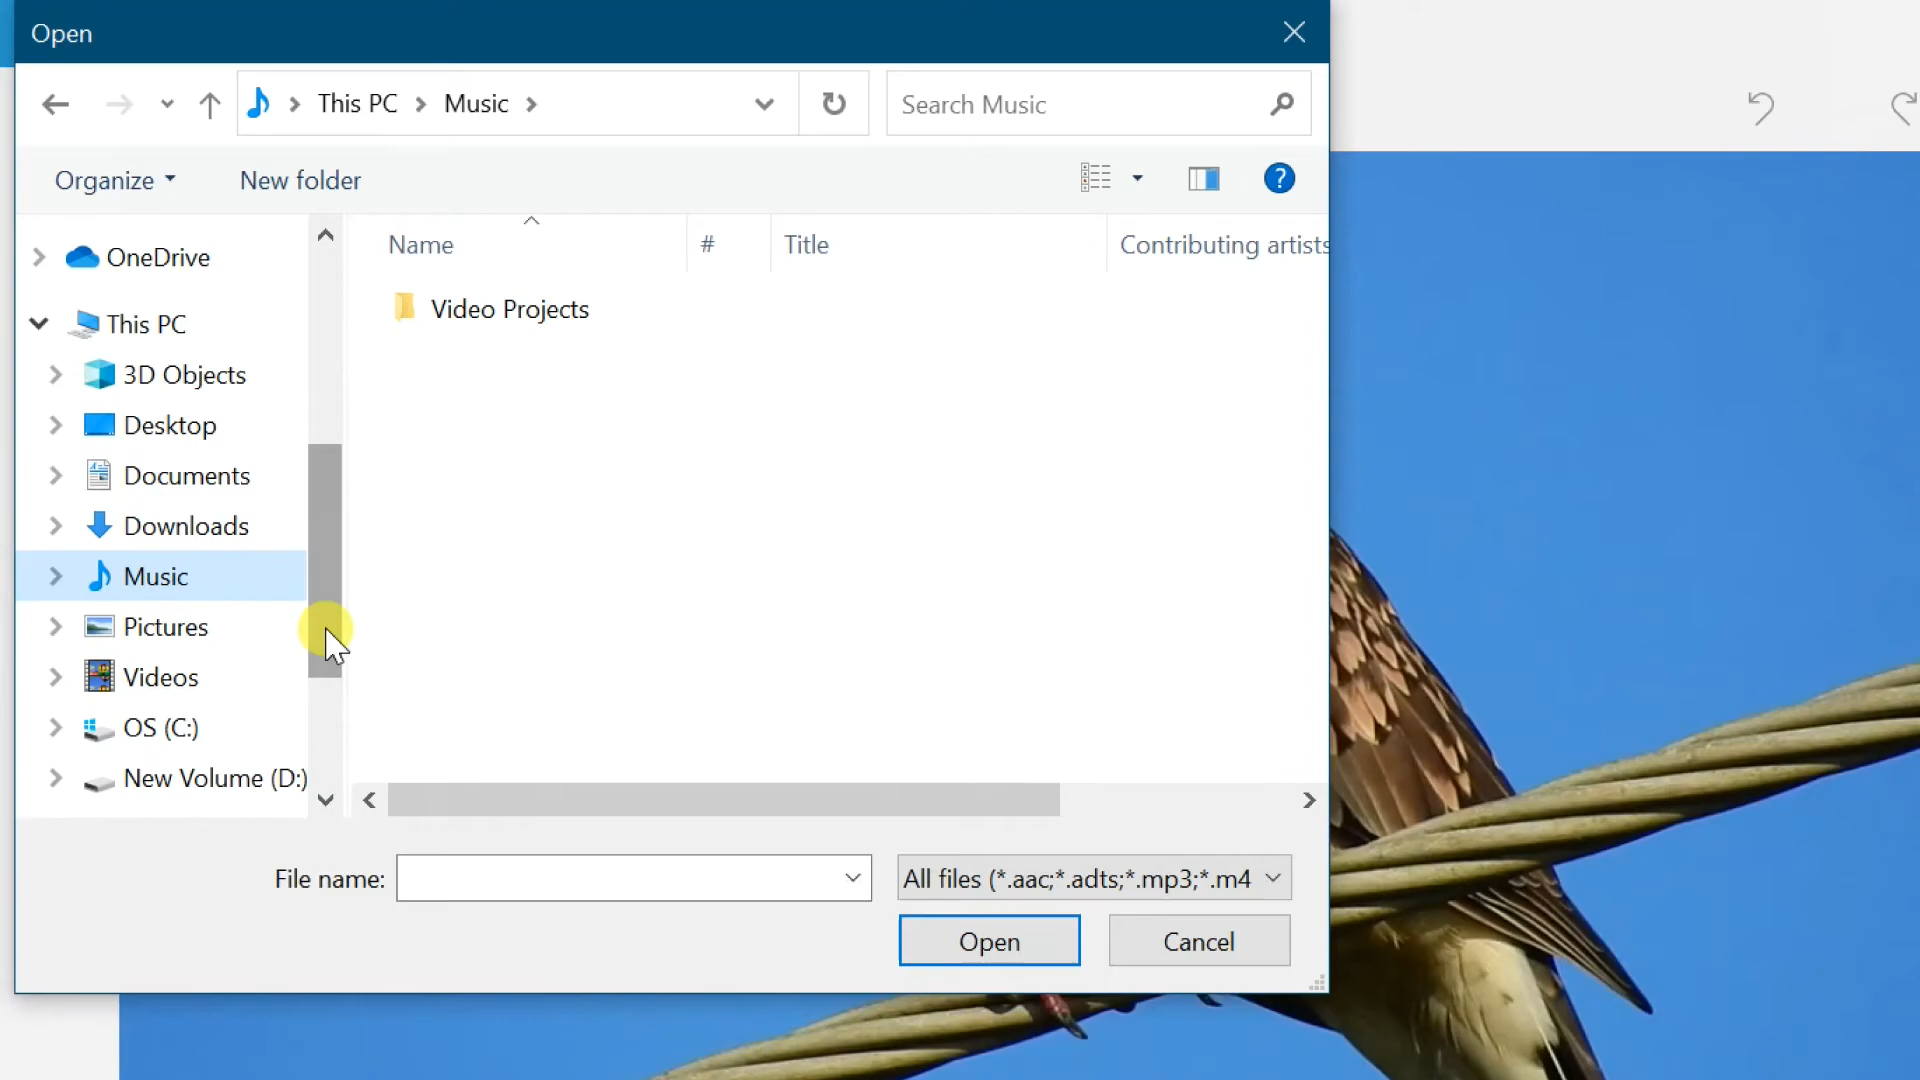 Open
This PC
Music
Search Music
Organize
New folder
?
OneDrive
This PC
3D Objects
Desktop
Documents
Downloads
Music
Pictures
Videos
OS (C:)
New Volume (D:)
Name
#
Title
Contributing artists
Video Projects
File name:
All files (*.aac;*.adts;*.mp3;*.m4
Open
Cancel